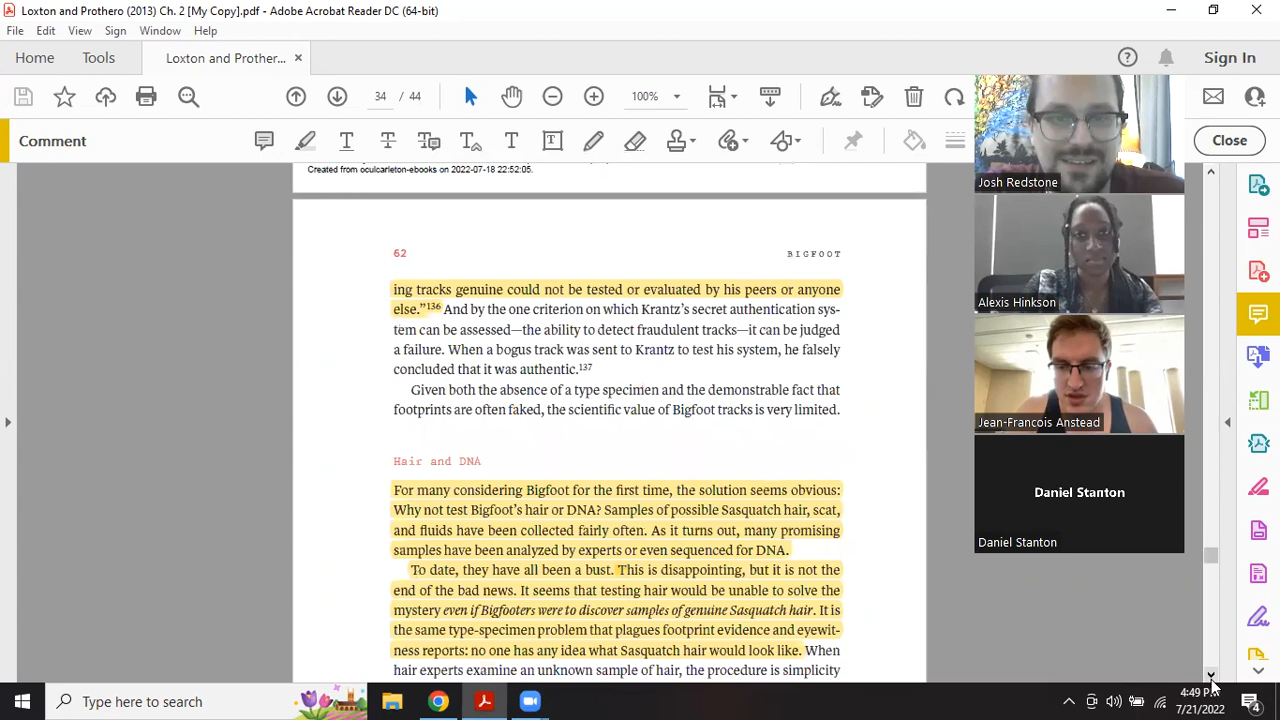 Loxton and Prothero (2013) Ch. 2 [My Copy].pdf - Adobe Acrobat Reader DC (64-bit)
File Edit View Sign Window Help
Home Tools Loxton and Prother... ×
Sign In
34 / 44
100%
Comment
Close
Created from oculcarleton-ebooks on 2022-07-18 22:52:05.
62 BIGFOOT
ing tracks genuine could not be tested or evaluated by his peers or anyone
else.”136 And by the one criterion on which Krantz’s secret authentication sys-
tem can be assessed—the ability to detect fraudulent tracks—it can be judged
a failure. When a bogus track was sent to Krantz to test his system, he falsely
concluded that it was authentic.137
Given both the absence of a type specimen and the demonstrable fact that
footprints are often faked, the scientific value of Bigfoot tracks is very limited.
Hair and DNA
For many considering Bigfoot for the first time, the solution seems obvious:
Why not test Bigfoot’s hair or DNA? Samples of possible Sasquatch hair, scat,
and fluids have been collected fairly often. As it turns out, many promising
samples have been analyzed by experts or even sequenced for DNA.
To date, they have all been a bust. This is disappointing, but it is not the
end of the bad news. It seems that testing hair would be unable to solve the
mystery even if Bigfooters were to discover samples of genuine Sasquatch hair. It is
the same type-specimen problem that plagues footprint evidence and eyewit-
ness reports: no one has any idea what Sasquatch hair would look like. When
hair experts examine an unknown sample of hair, the procedure is simplicity
Josh Redstone
Alexis Hinkson
Jean-Francois Anstead
Daniel Stanton
Daniel Stanton
Type here to search
4:49 P
7/21/2022
4